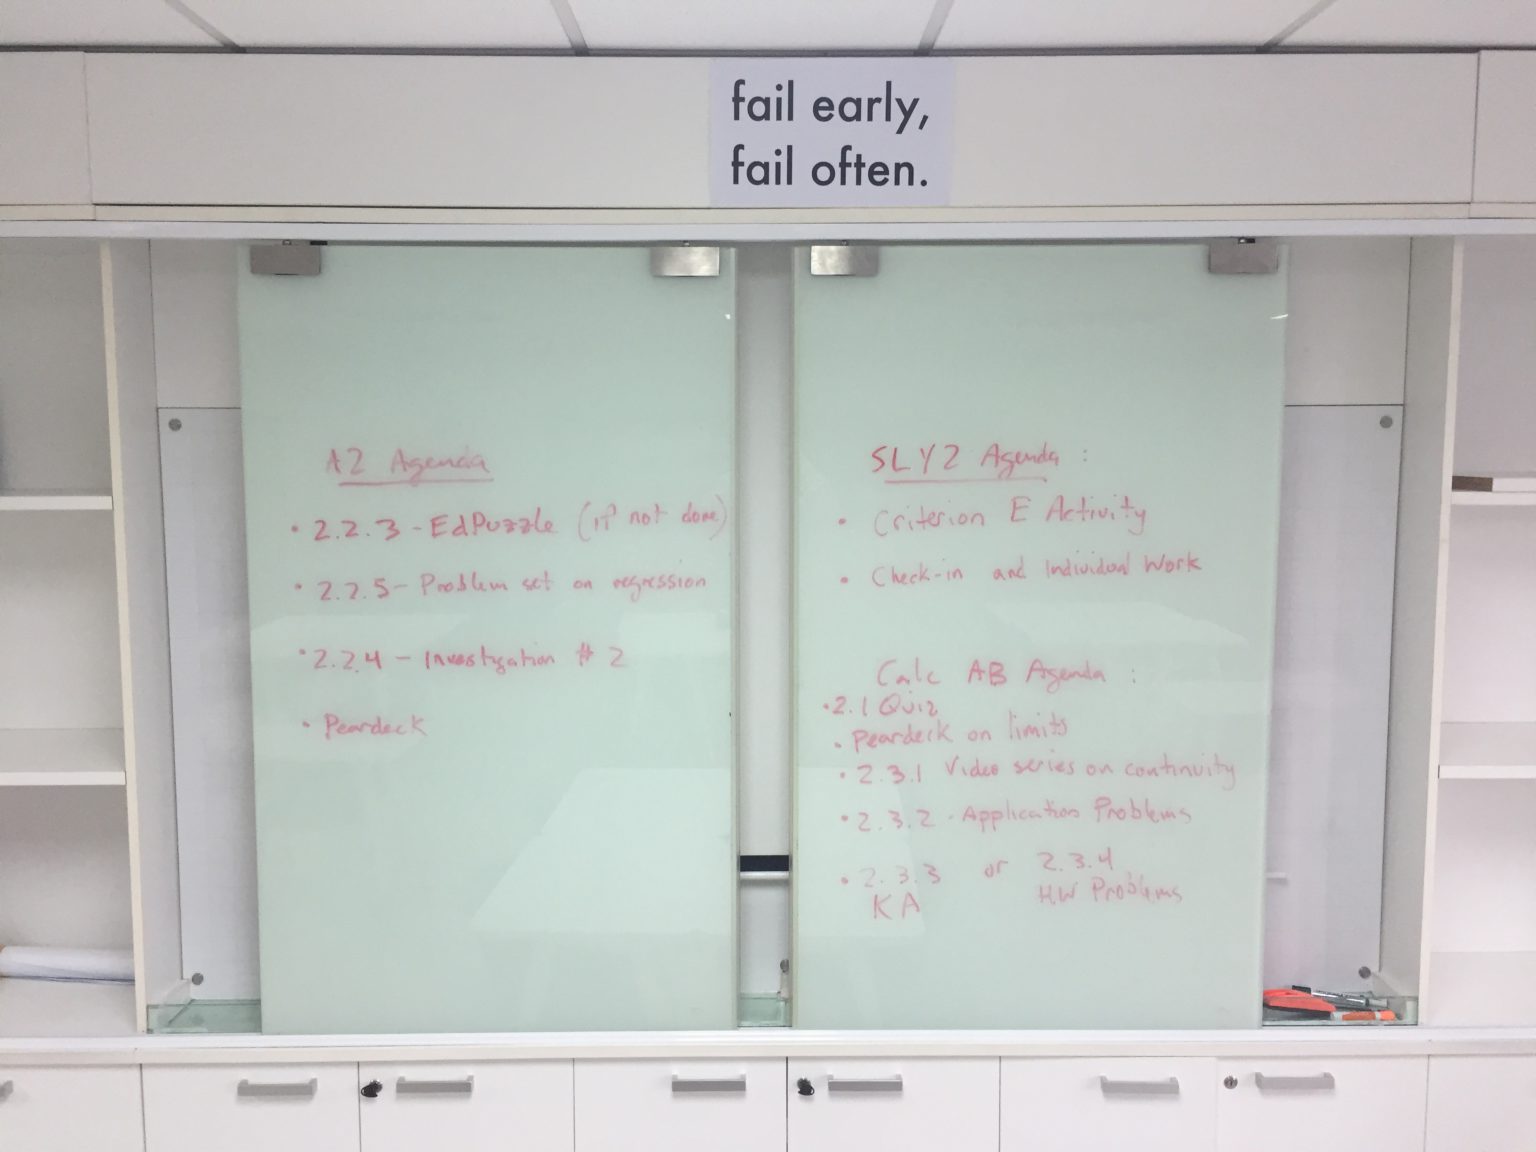 fail early,
fail often.
A2 Agenda
• 2.2.3 - EdPuzzle (if not done)
• 2.2.5 - Problem set on regression
• 2.2.4 - Investigation # 2
• Peardeck
SLY2 Agenda :
• Criterion E Activity
• Check-in and Individual Work
Calc AB Agenda :
• 2.1 Quiz
• Peardeck on limits
• 2.3.1 Video series on continuity
• 2.3.2 - Application Problems
• 2.3.3 or 2.3.4
KA HW Problems